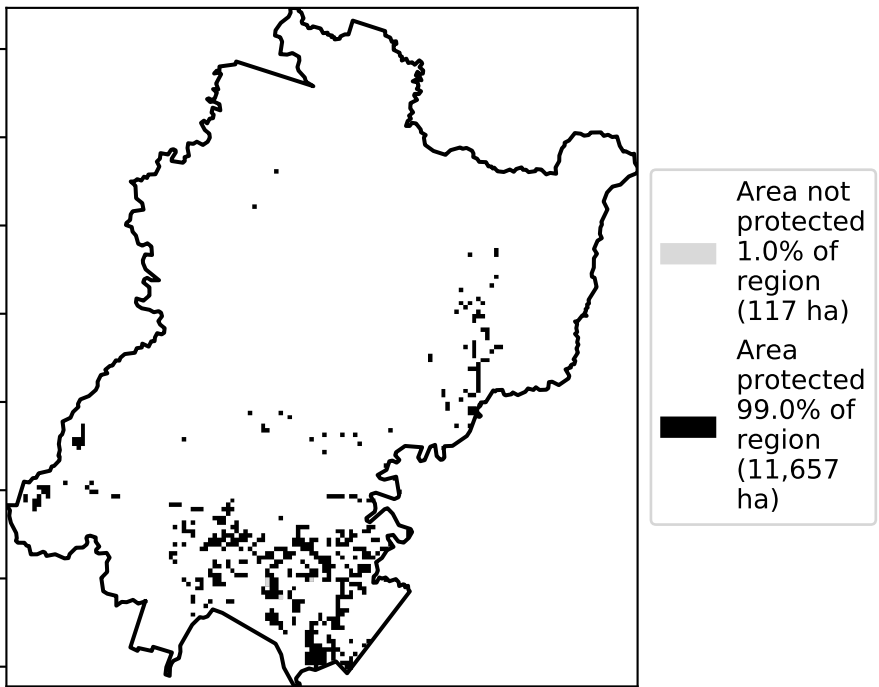 Area not
protected
1.0% of
region
(117 ha)
Area
protected
99.0% of
region
(11,657
ha)